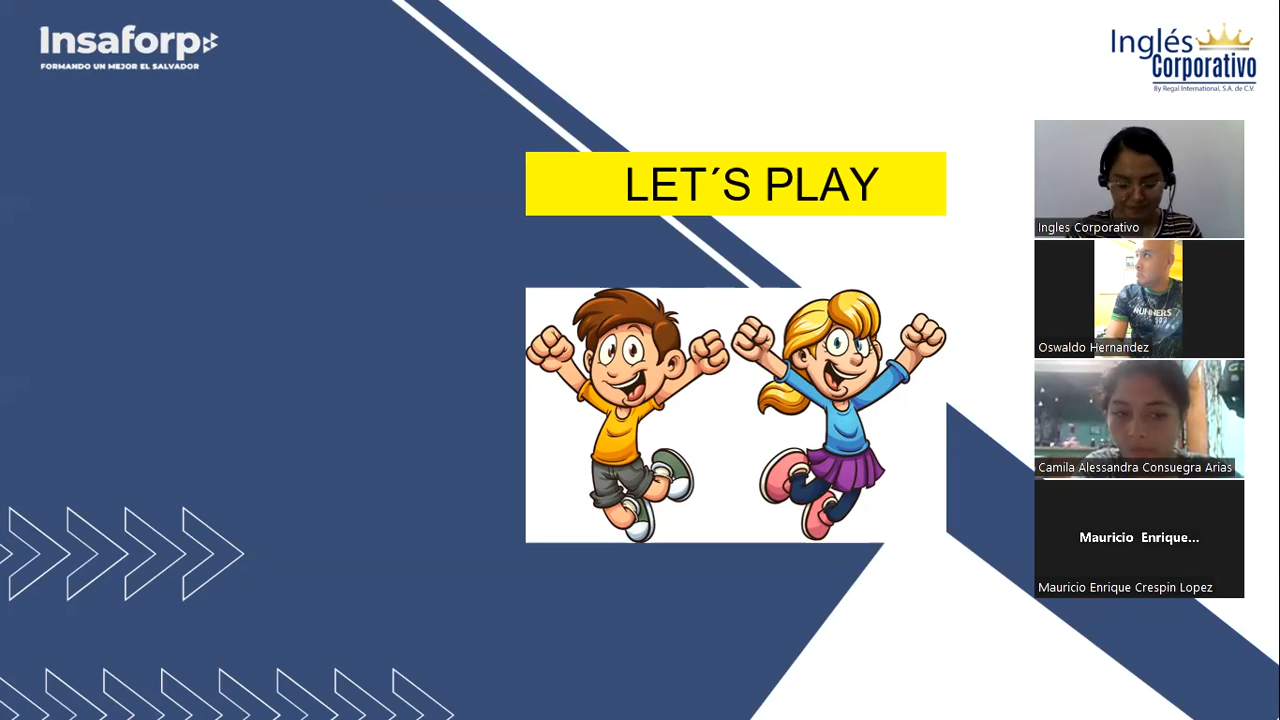 Insaforp
FORMANDO UN MEJOR EL SALVADOR
Inglés
Corporativo
By Regal International, S.A. de C.V.
LET´S PLAY
Ingles Corporativo
RUNNERS
503
Oswaldo Hernandez
Camila Alessandra Consuegra Arias
Mauricio Enrique...
Mauricio Enrique Crespin Lopez